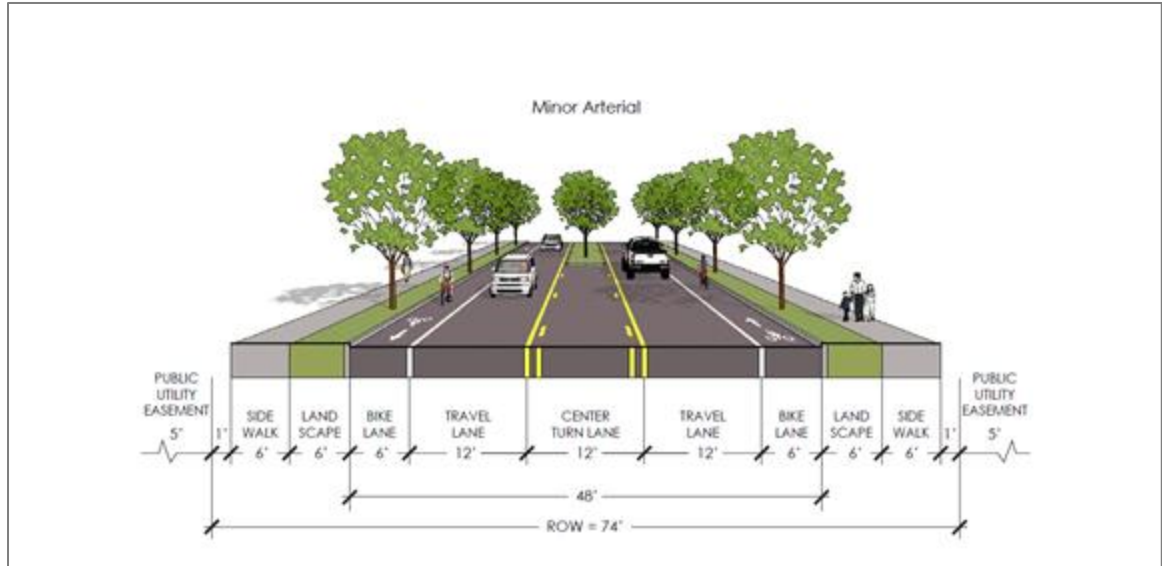 Minor Arterial
PUBLIC
UTILITY
EASEMENT
5'
1'
SIDE
WALK
6'
LAND
SCAPE
6'
BIKE
LANE
6'
TRAVEL
LANE
12'
CENTER
TURN LANE
12'
TRAVEL
LANE
12'
BIKE
LANE
6'
LAND
SCAPE
6'
SIDE
WALK
6'
1'
PUBLIC
UTILITY
EASEMENT
5'
48'
ROW = 74'